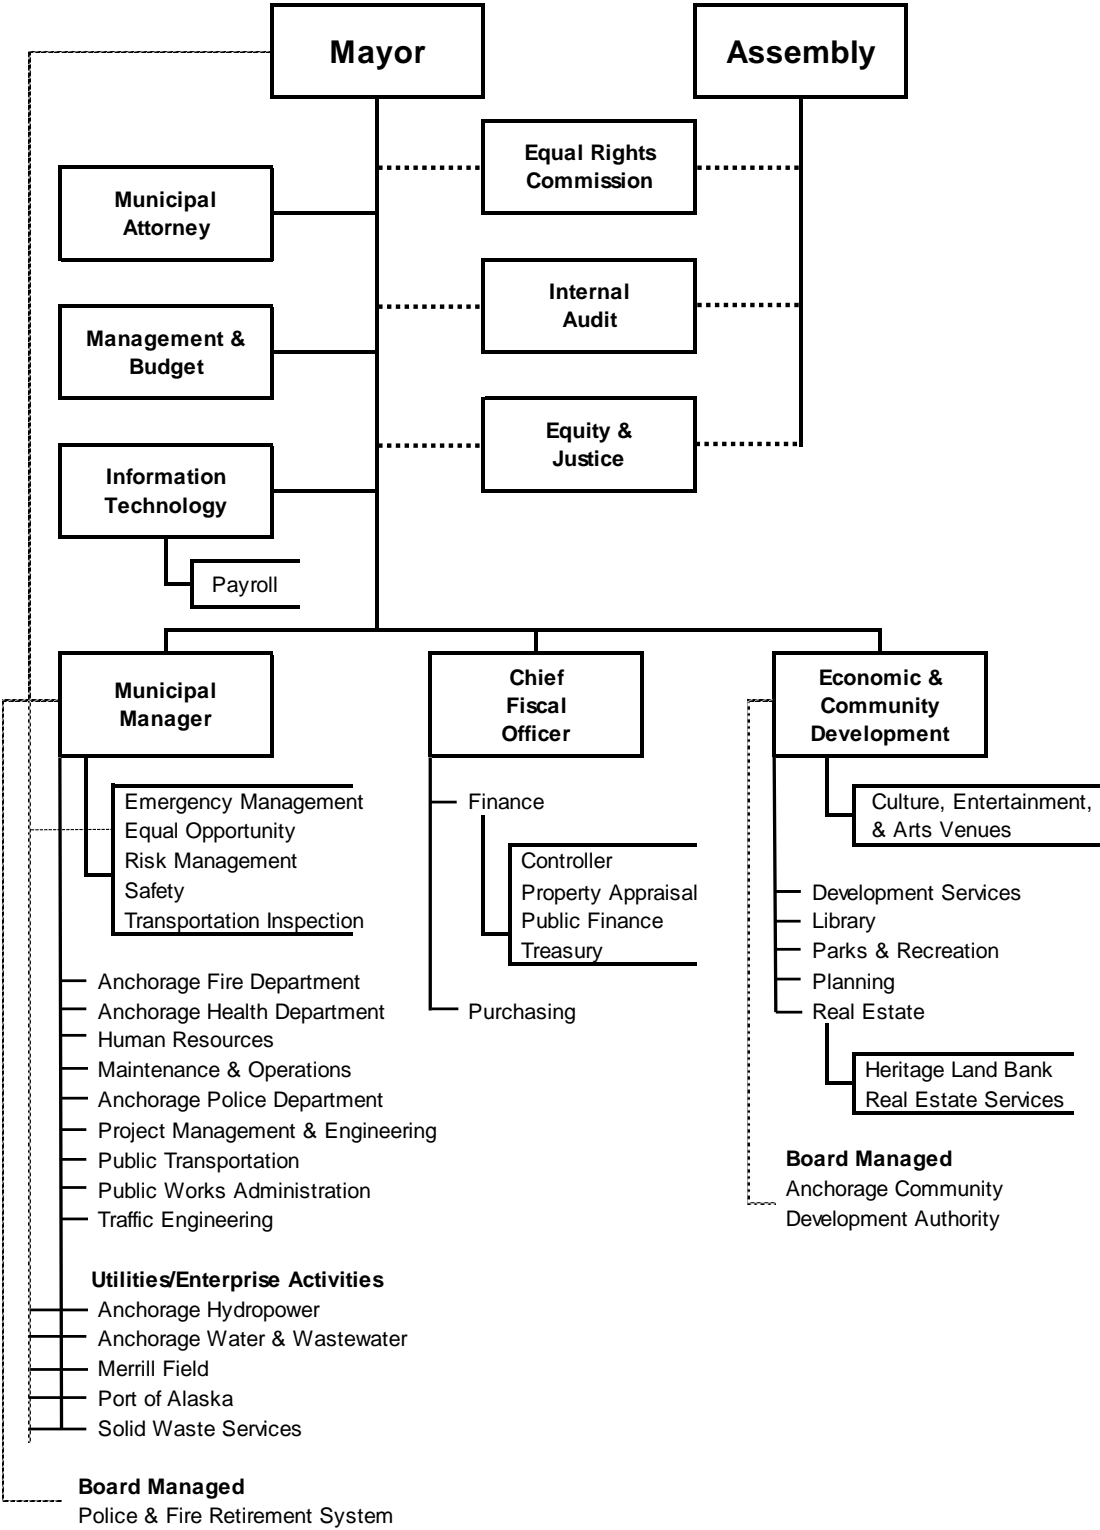 Mayor
Assembly
Equal Rights
Commission
Municipal
Attorney
Internal
Audit
Management &
Budget
Equity &
Justice
Information
Technology
Payroll
Municipal
Manager
Chief
Fiscal
Officer
Economic &
Community
Development
Emergency Management
Equal Opportunity
Risk Management
Safety
Transportation Inspection
Anchorage Fire Department
Anchorage Health Department
Human Resources
Maintenance & Operations
Anchorage Police Department
Project Management & Engineering
Public Transportation
Public Works Administration
Traffic Engineering
Utilities/Enterprise Activities
Anchorage Hydropower
Anchorage Water & Wastewater
Merrill Field
Port of Alaska
Solid Waste Services
Board Managed
Police & Fire Retirement System
Finance
Controller
Property Appraisal
Public Finance
Treasury
Purchasing
Culture, Entertainment,
& Arts Venues
Development Services
Library
Parks & Recreation
Planning
Real Estate
Heritage Land Bank
Real Estate Services
Board Managed
Anchorage Community
Development Authority